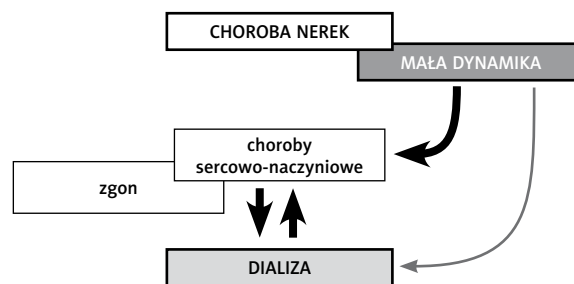 CHOROBA NEREK
MAŁA DYNAMIKA
choroby
sercowo-naczyniowe
zgon
DIALIZA